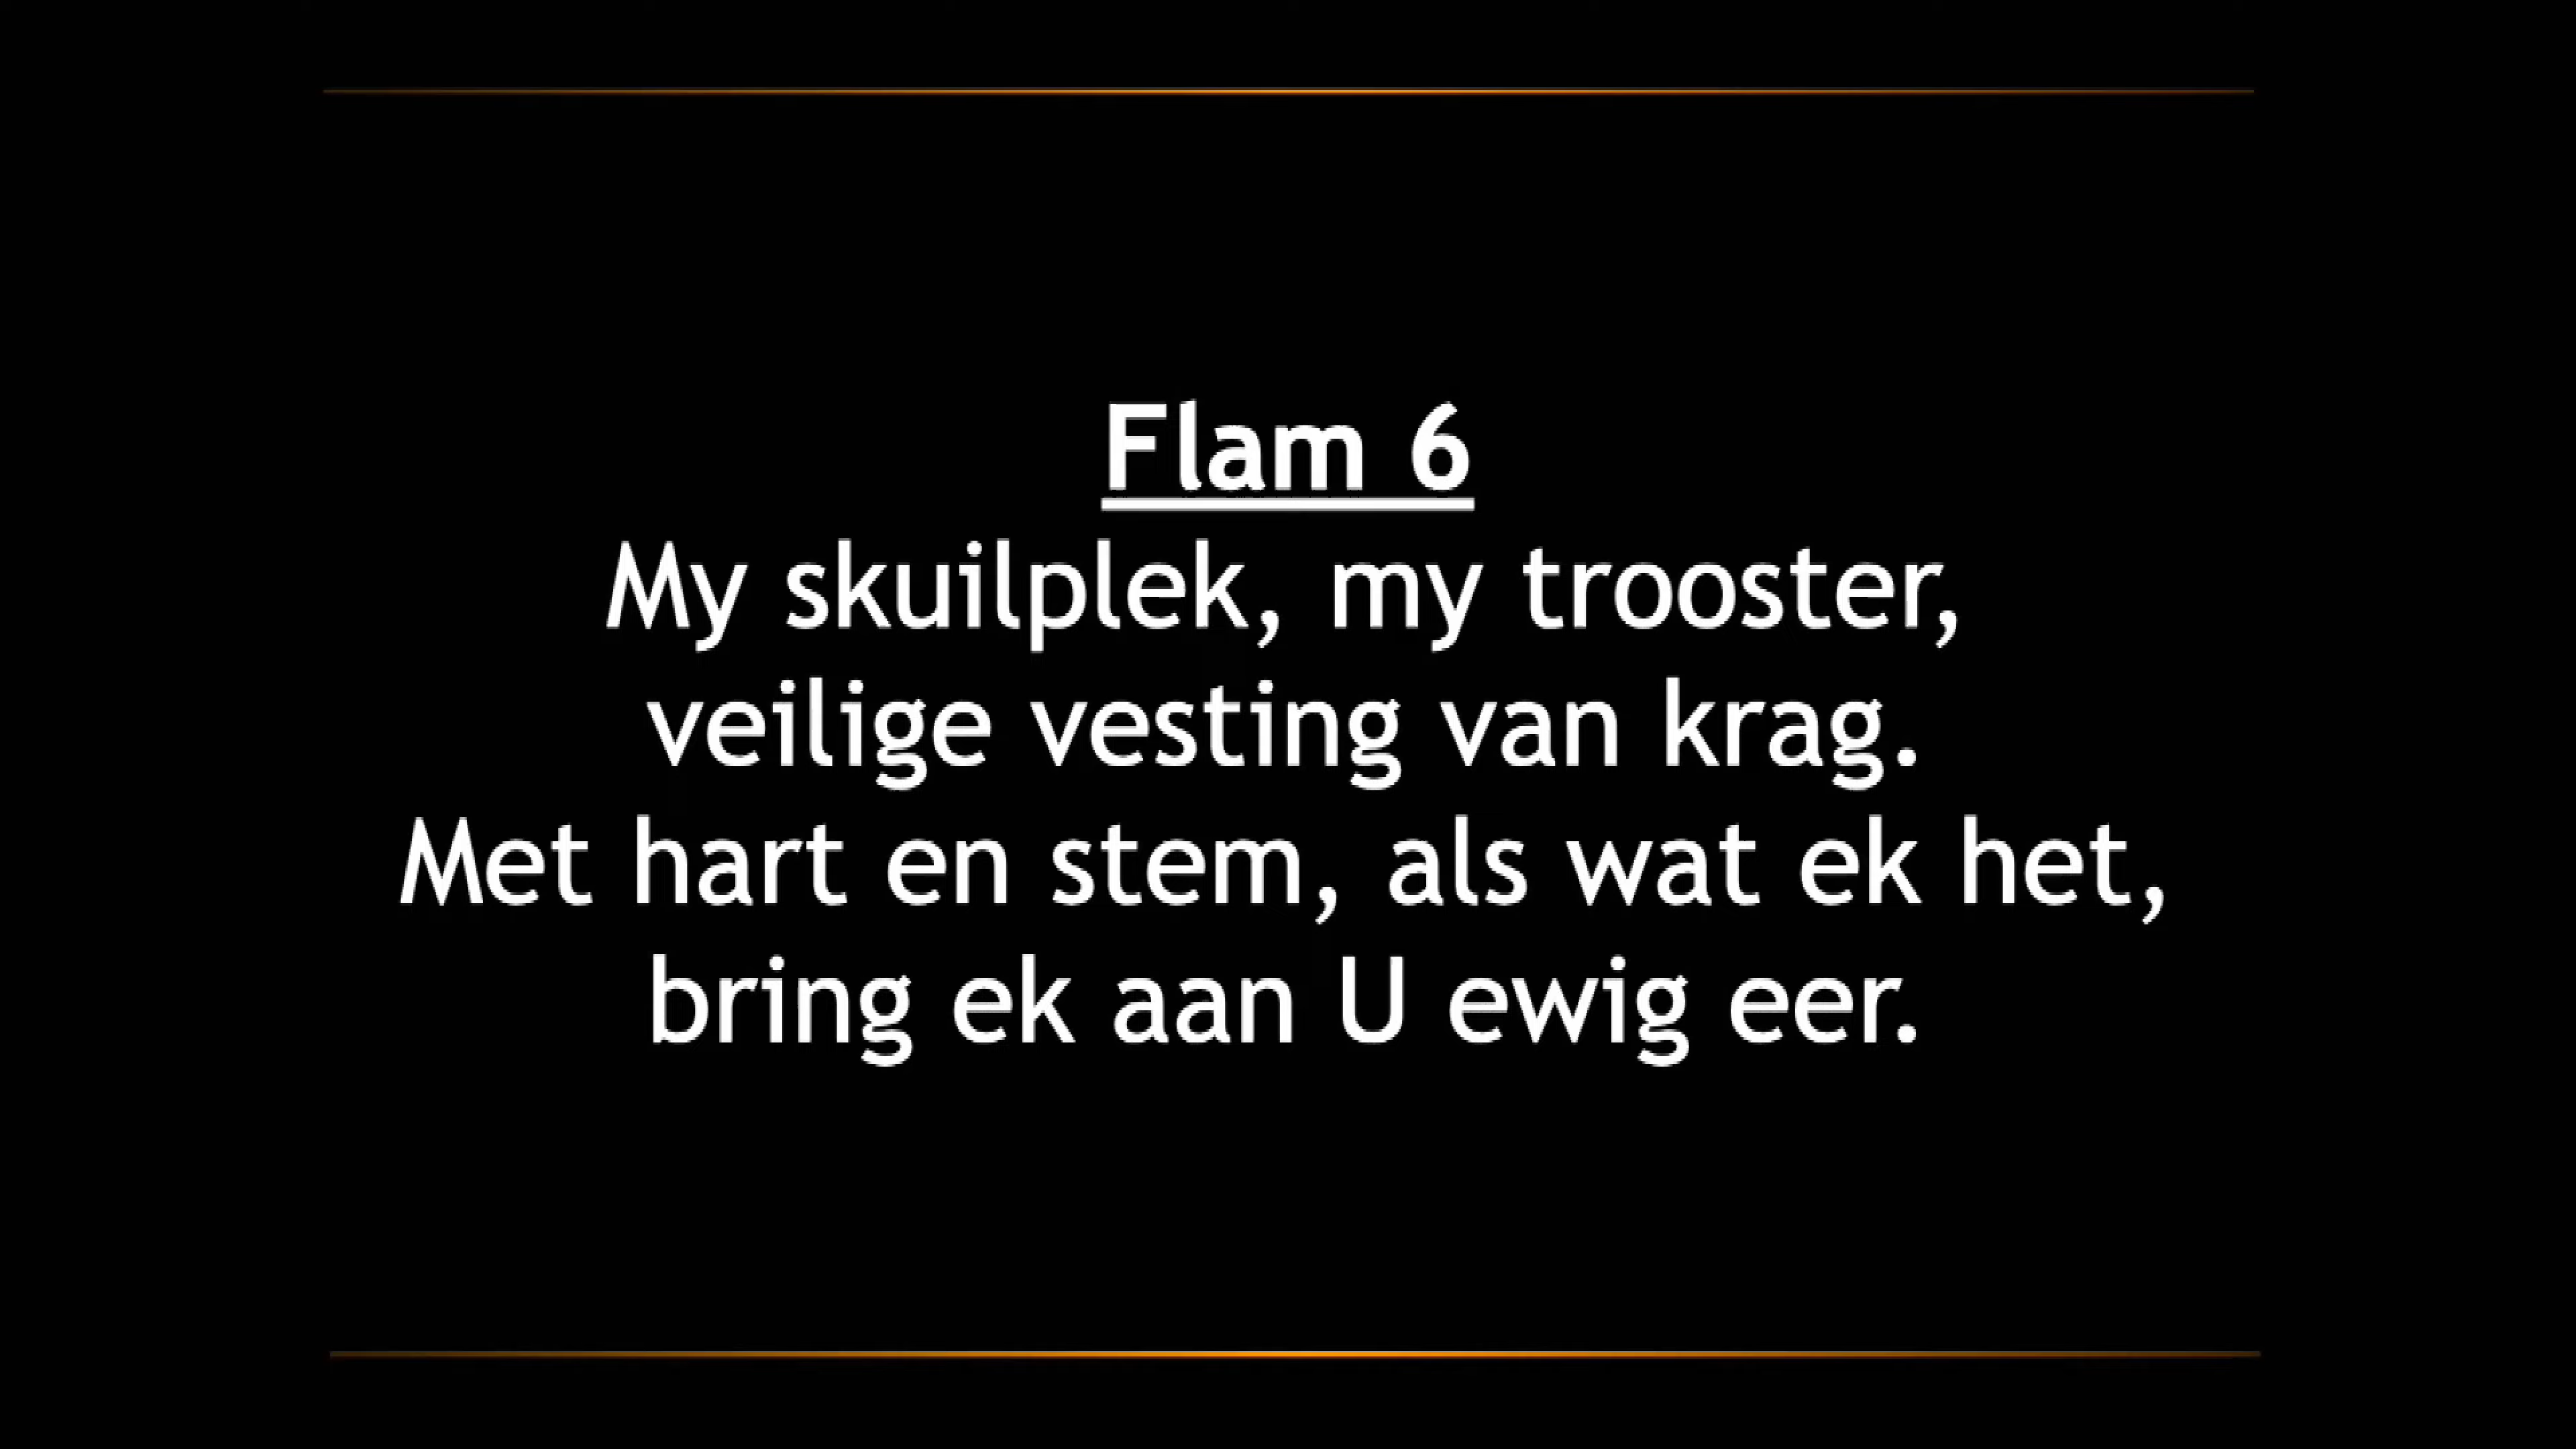 Flam 6
My skuilplek, my trooster,
veilige vesting van krag.
Met hart en stem, als wat ek het,
bring ek aan U ewig eer.